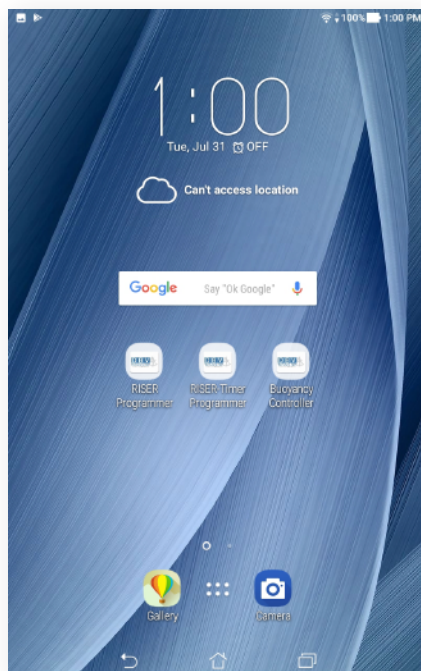 100% 1:00 PM
1:00
Tue, Jul 31 OFF
Can't access location
Google Say "Ok Google"
RISER RISER Timer Buoyancy
Programmer Programmer Controller
Gallery Camera